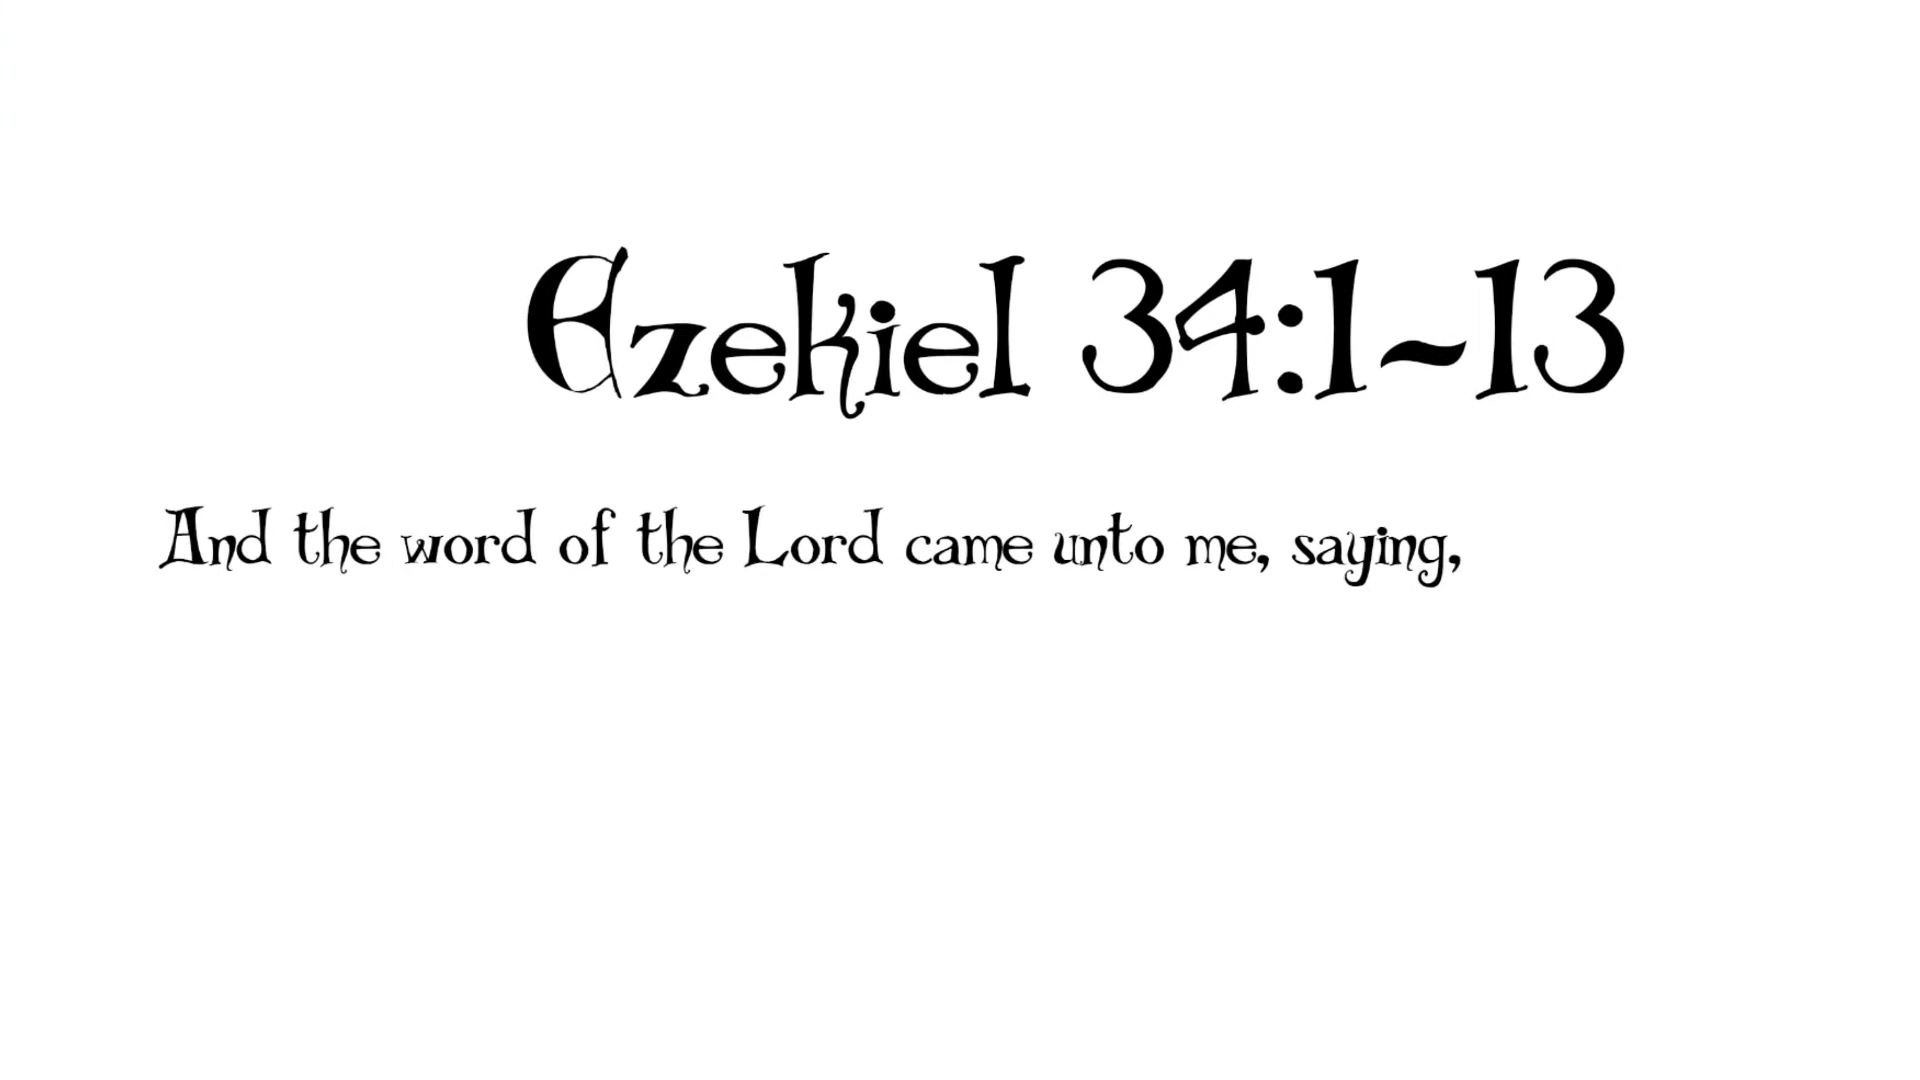 Ezekiel 34:1~13
And the word of the Lord came unto me, saying,